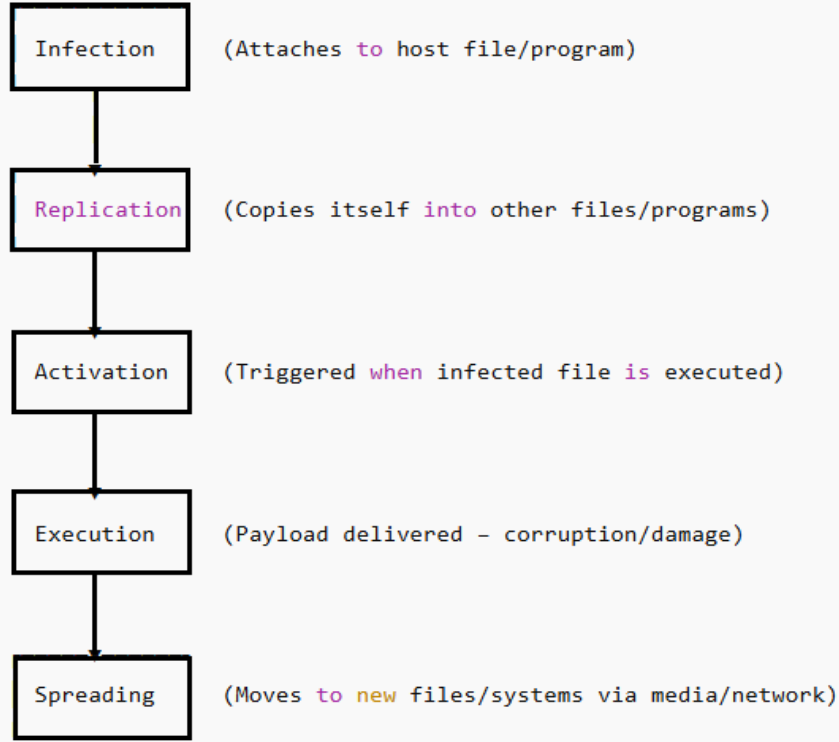 Infection (Attaches to host file/program)
Replication (Copies itself into other files/programs)
Activation (Triggered when infected file is executed)
Execution (Payload delivered – corruption/damage)
Spreading (Moves to new files/systems via media/network)